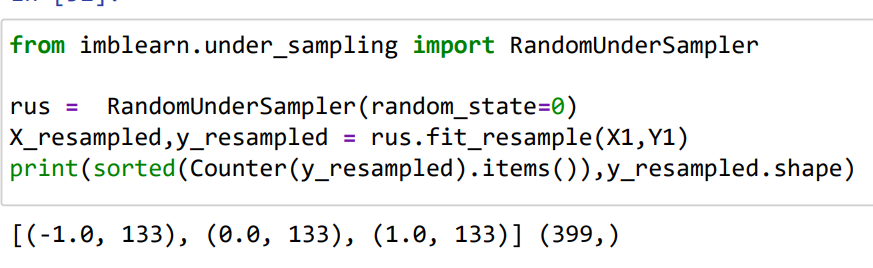 from imblearn.under_sampling import RandomUnderSampler
rus =  RandomUnderSampler(random_state=0)
X_resampled,y_resampled = rus.fit_resample(X1,Y1)
print(sorted(Counter(y_resampled).items()),y_resampled.shape)
[(-1.0, 133), (0.0, 133), (1.0, 133)] (399,)